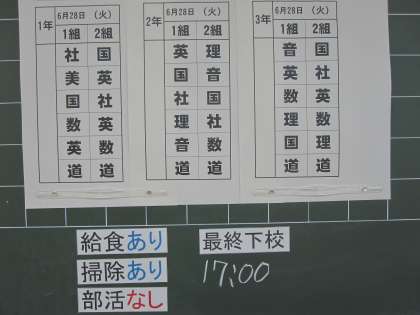 1年 6月28日 (火)
1組 2組
社 国
美 英
国 社
数 英
英 数
道 道
2年 6月28日 (火)
1組 2組
英 理
国 音
社 国
理 社
音 数
道 道
3年 6月28日 (火)
1組 2組
音 国
英 社
数 英
理 数
国 理
道 道
給食あり
掃除あり
部活なし
最終下校
17:00